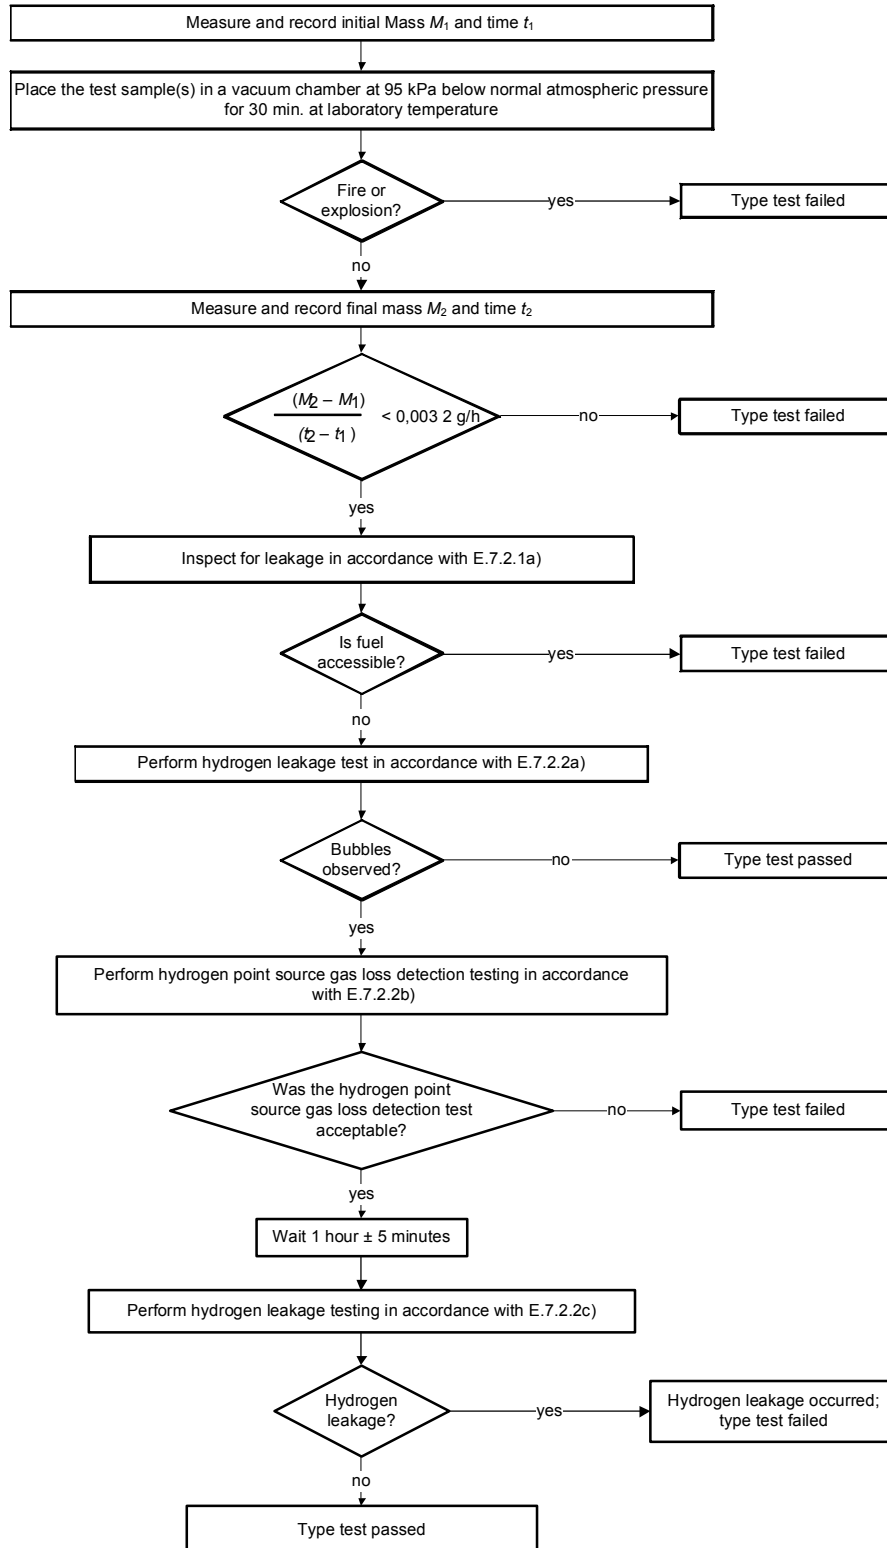 Measure and record initial Mass M1 and time t1
Place the test sample(s) in a vacuum chamber at 95 kPa below normal atmospheric pressure
for 30 min. at laboratory temperature
Fire or
explosion?
yes
Type test failed
no
Measure and record final mass M2 and time t2
(M2 – M1)
(t2 – t1)
< 0,003 2 g/h
no
Type test failed
yes
Inspect for leakage in accordance with E.7.2.1a)
Is fuel
accessible?
yes
Type test failed
no
Perform hydrogen leakage test in accordance with E.7.2.2a)
Bubbles
observed?
no
Type test passed
yes
Perform hydrogen point source gas loss detection testing in accordance
with E.7.2.2b)
Was the hydrogen point
source gas loss detection test
acceptable?
no
Type test failed
yes
Wait 1 hour ± 5 minutes
Perform hydrogen leakage testing in accordance with E.7.2.2c)
Hydrogen
leakage?
yes
Hydrogen leakage occurred;
type test failed
no
Type test passed